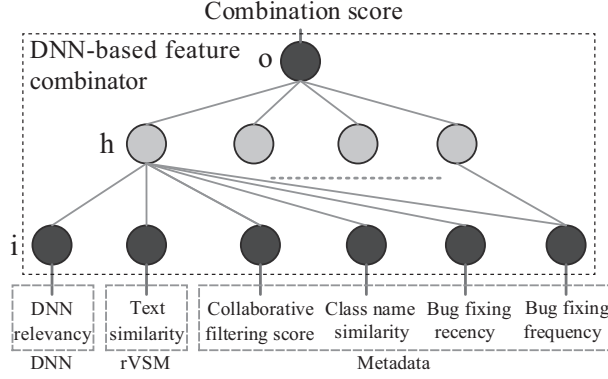 Combination score
DNN-based feature
combinator
o
h
i
DNN
relevancy
Text
similarity
Collaborative
filtering score
Class name
similarity
Bug fixing
recency
Bug fixing
frequency
DNN
rVSM
Metadata